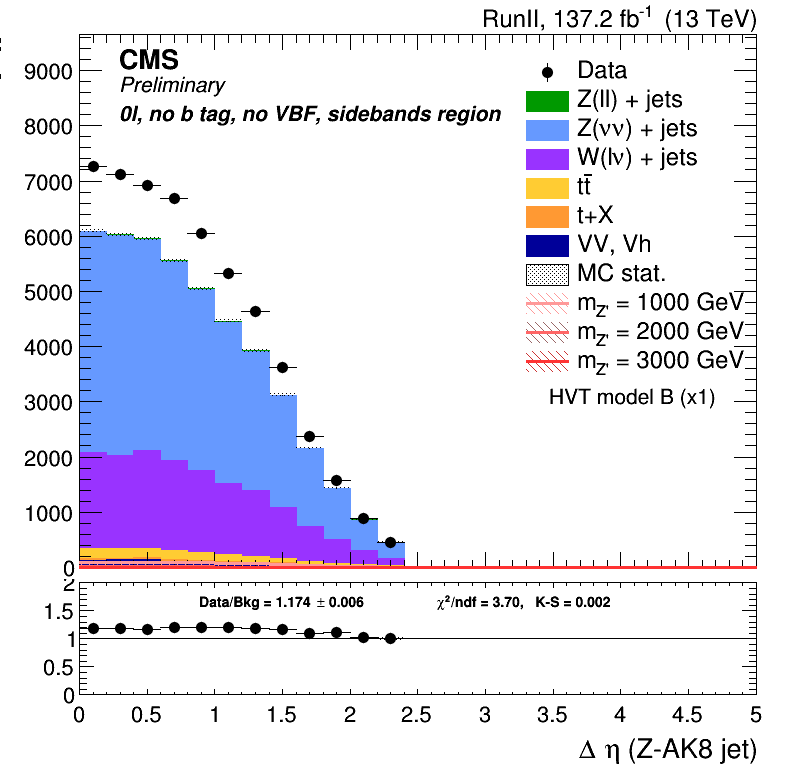 RunII, 137.2 fb⁻¹ (13 TeV)
CMS
Preliminary
0l, no b tag, no VBF, sidebands region
Data
Z(ll) + jets
Z(νν) + jets
W(lν) + jets
tt̄
t+X
VV, Vh
MC stat.
m_Z' = 1000 GeV
m_Z' = 2000 GeV
m_Z' = 3000 GeV
HVT model B (x1)
9000
8000
7000
6000
5000
4000
3000
2000
1000
0
Data/Bkg = 1.174 ± 0.006 χ²/ndf = 3.70, K-S = 0.002
2
1.5
1
0.5
0
0 0.5 1 1.5 2 2.5 3 3.5 4 4.5 5
Δ η (Z-AK8 jet)